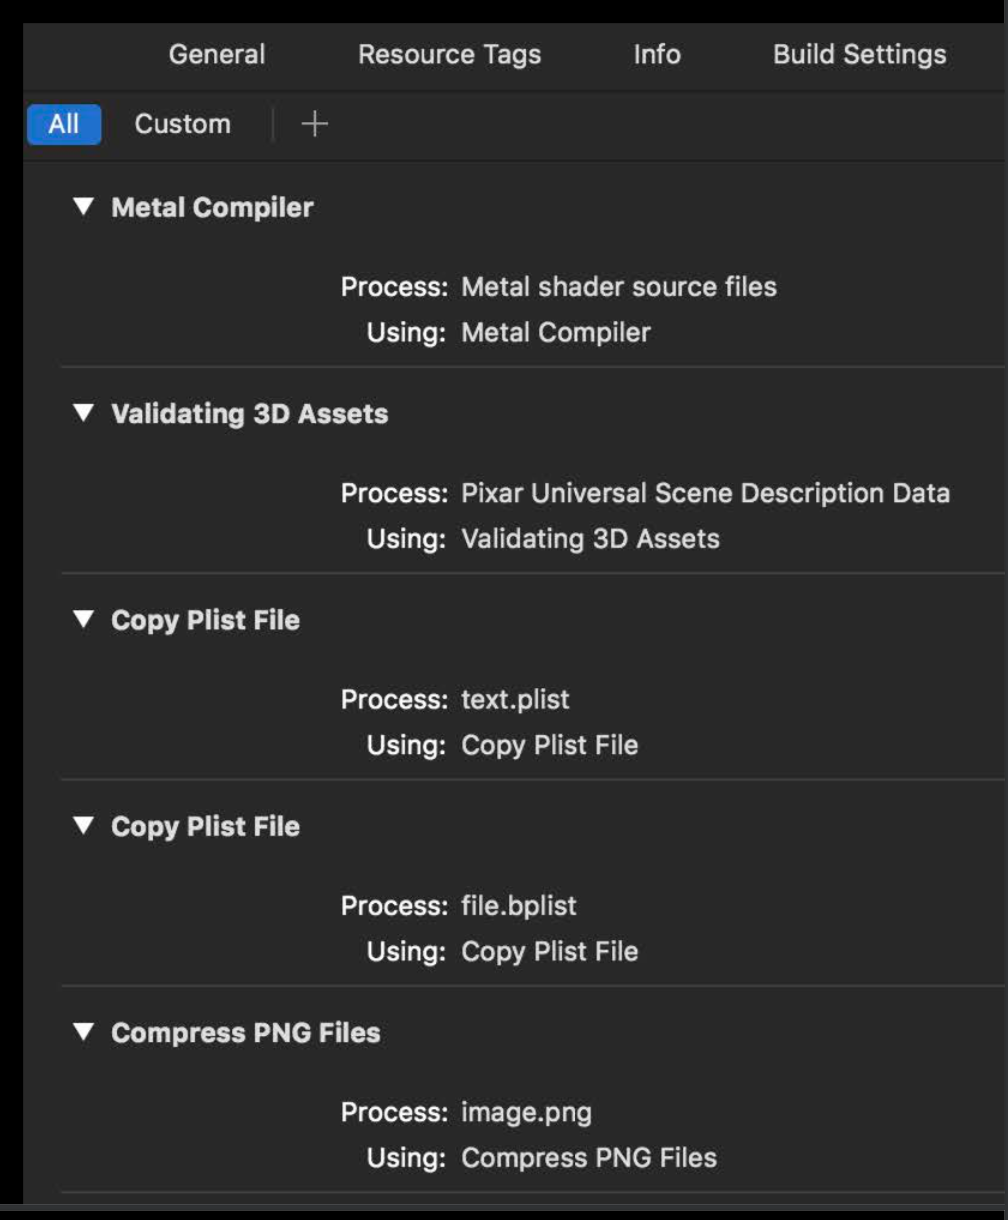 General Resource Tags Info Build Settings
All Custom +
Metal Compiler
Process: Metal shader source files
Using: Metal Compiler
Validating 3D Assets
Process: Pixar Universal Scene Description Data
Using: Validating 3D Assets
Copy Plist File
Process: text.plist
Using: Copy Plist File
Copy Plist File
Process: file.bplist
Using: Copy Plist File
Compress PNG Files
Process: image.png
Using: Compress PNG Files